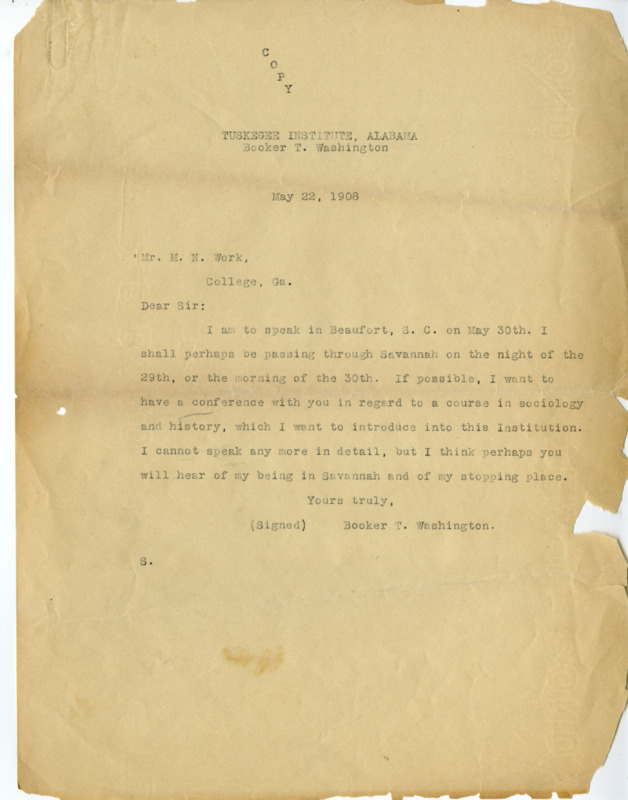 C
O
P
Y
TUSKEGEE INSTITUTE, ALABAMA
Booker T. Washington
May 22, 1908
Mr. M. N. Work,
College, Ga.
Dear Sir:
I am to speak in Beaufort, S. C. on May 30th. I
shall perhaps be passing through Savannah on the night of the
29th, or the morning of the 30th. If possible, I want to
have a conference with you in regard to a course in sociology
and history, which I want to introduce into this Institution.
I cannot speak any more in detail, but I think perhaps you
will hear of my being in Savannah and of my stopping place.
Yours truly,
(Signed) Booker T. Washington.
S.